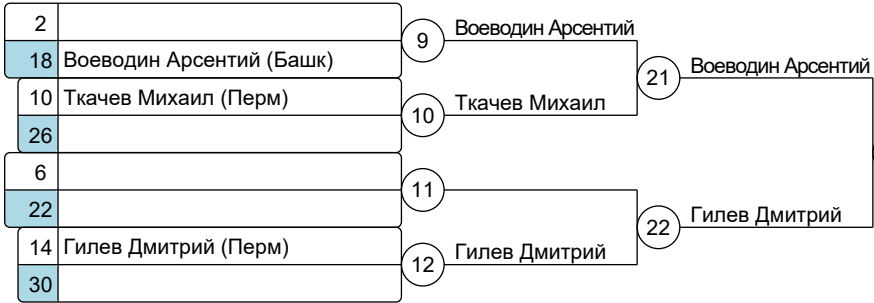 2
9
Воеводин Арсентий
18 Воеводин Арсентий (Башк)
21
Воеводин Арсентий
10 Ткачев Михаил (Перм)
10
Ткачев Михаил
26
6
11
22
22
Гилев Дмитрий
14 Гилев Дмитрий (Перм)
12
Гилев Дмитрий
30